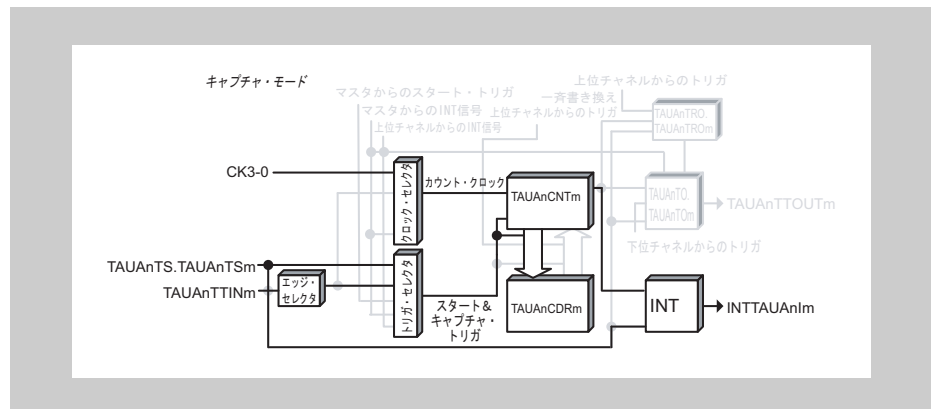 キャプチャ・モード
上位チャネルからのトリガ
マスタからのスタート・トリガ
一斉書き換え
マスタからのINT信号
上位チャネルからのトリガ
上位チャネルからのINT信号
TAUAnTRO.
TAUAnTROm
CK3-0
クロック・セレクタ
カウント・クロック
TAUAnCNTm
TAUAnTO.
TAUAnTOm
TAUAnTTOUTm
下位チャネルからのトリガ
TAUAnTS.TAUAnTSm
TAUAnTTINm
エッジ・
セレクタ
トリガ・セレクタ
スタート&
キャプチャ・
トリガ
TAUAnCDRm
INT
INTTAUAnIm